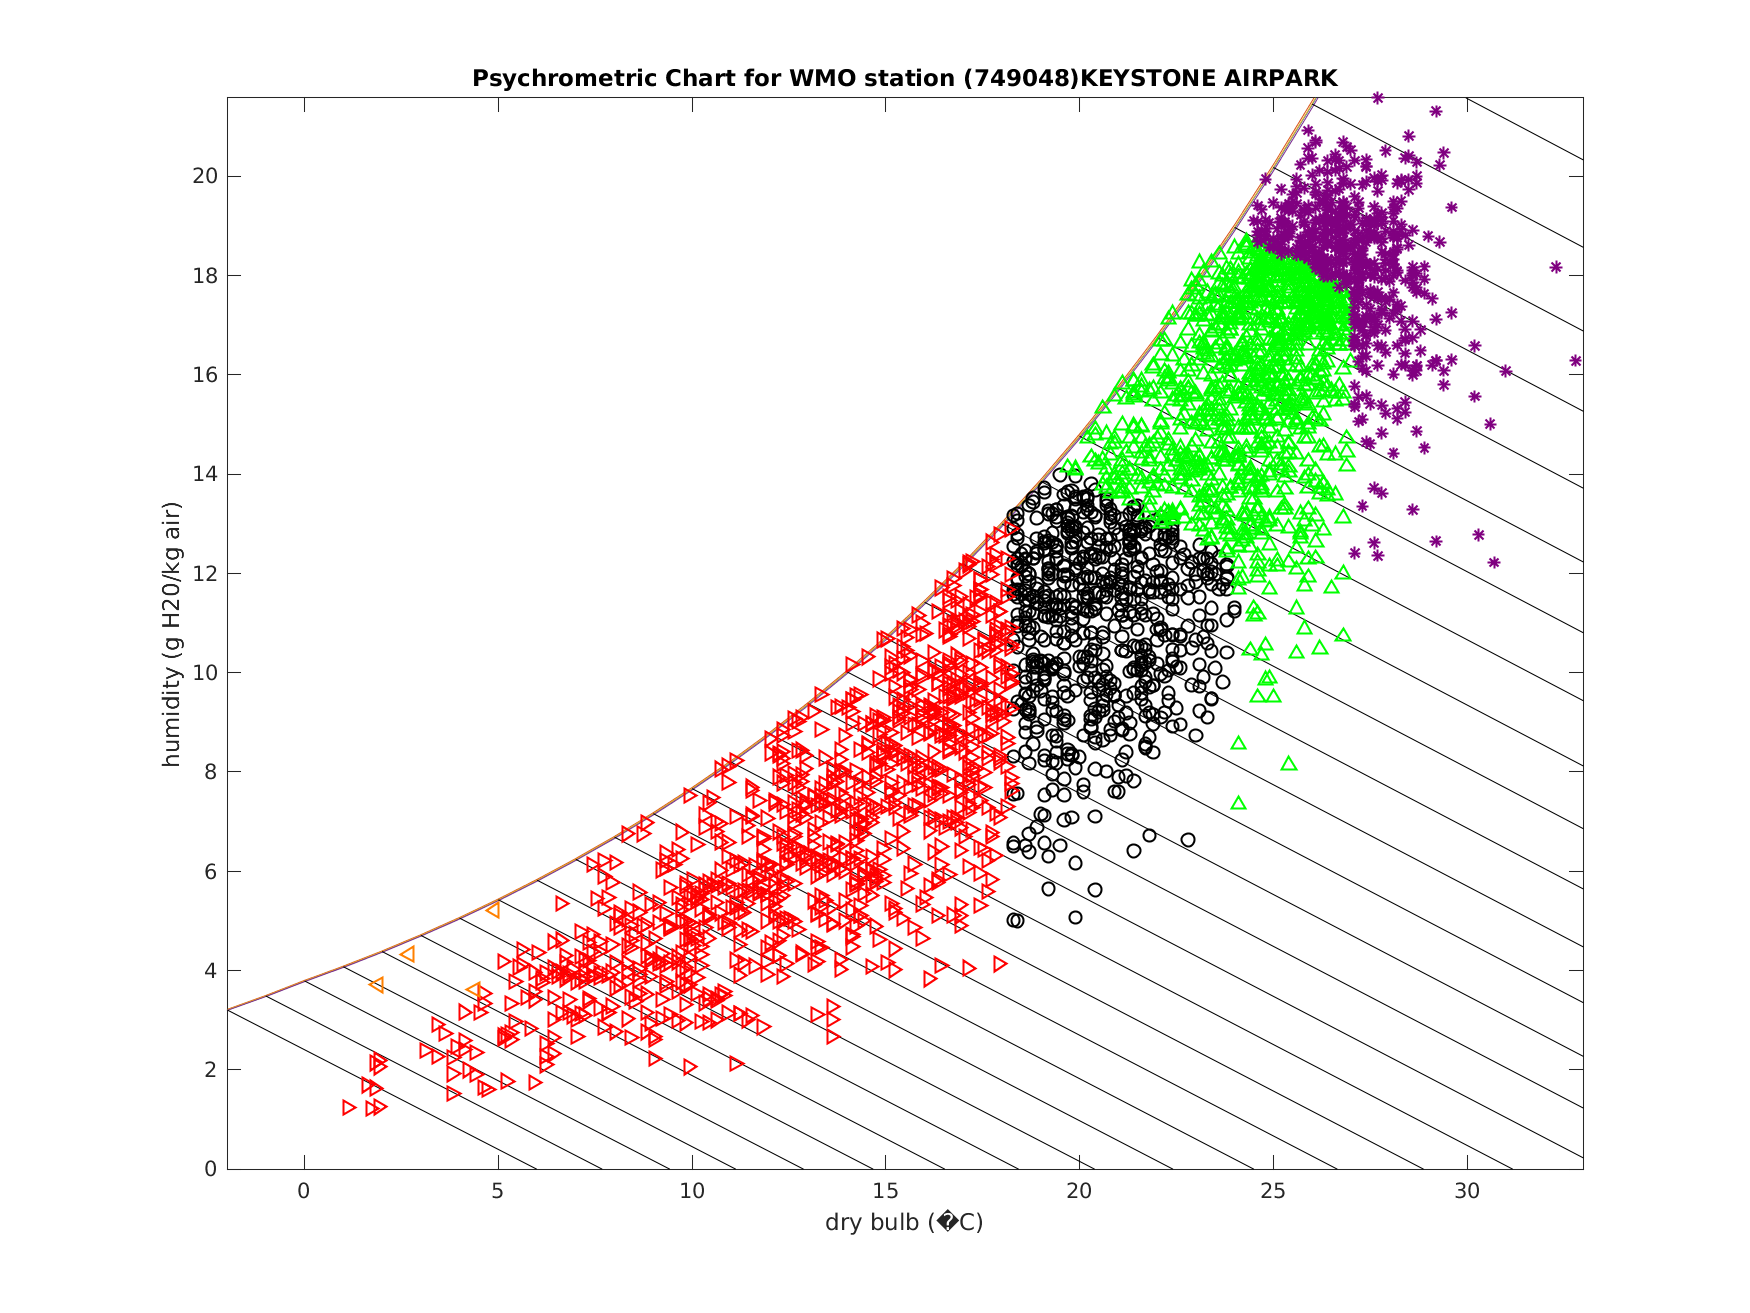 Psychrometric Chart for WMO station (749048)KEYSTONE AIRPARK
humidity (g H20/kg air)
20
18
16
14
12
10
8
6
4
2
0
0 5 10 15 20 25 30
dry bulb (�C)